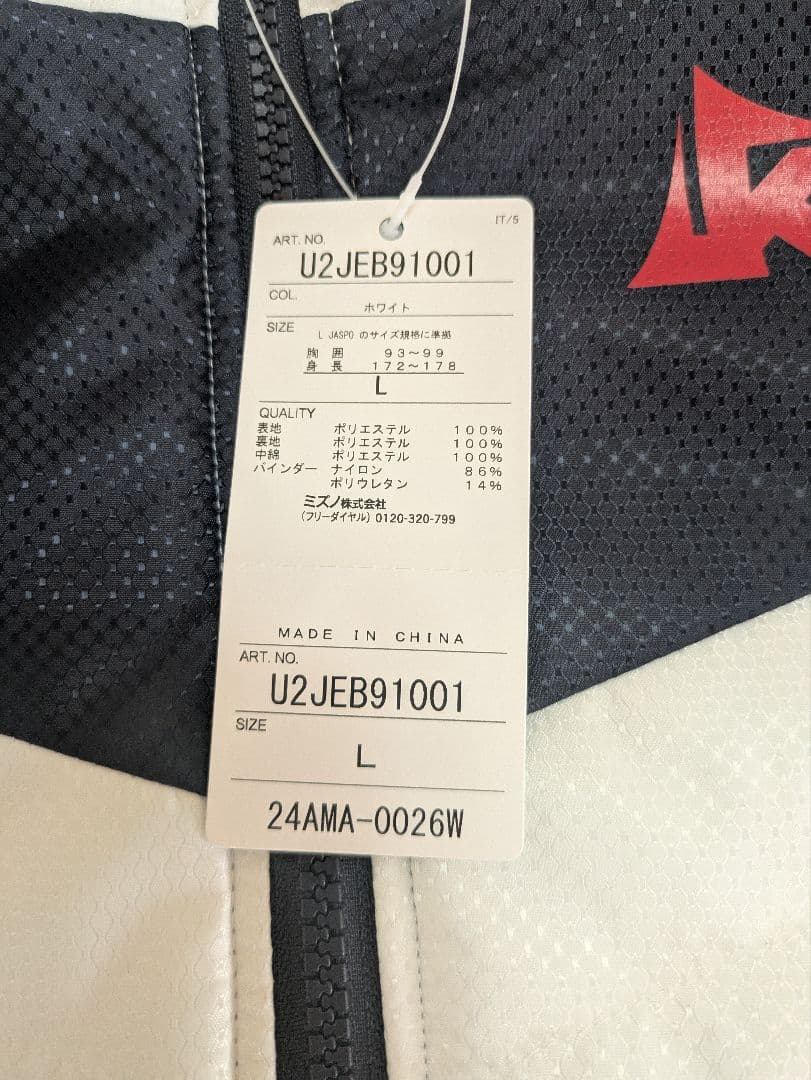 IT/5
ART. NO.
U2JEB91001
COL.
ホワイト
SIZE
L JASPO のサイズ規格に準拠
胸 囲 93～99
身 長 172～178
L
QUALITY
表地 ポリエステル 100%
裏地 ポリエステル 100%
中綿 ポリエステル 100%
バインダー ナイロン 86%
ポリウレタン 14%
ミズノ株式会社
(フリーダイヤル) 0120-320-799
MADE IN CHINA
ART. NO.
U2JEB91001
SIZE
L
24AMA-0026W